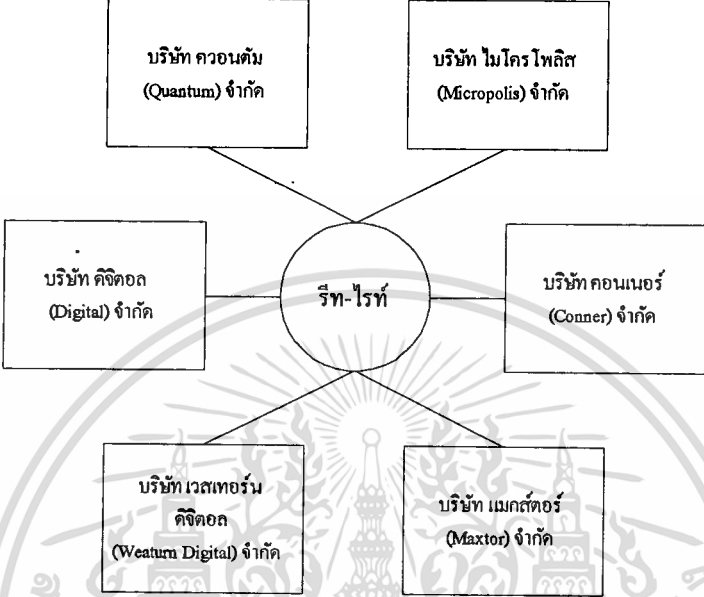 บริษัท ควอนตัม
(Quantum) จำกัด
บริษัท ไมโคร โพลิส
(Micropolis) จำกัด
บริษัท ดิจิตอล
(Digital) จำกัด
รีท-ไรท์
บริษัท คอนเนอร์
(Conner) จำกัด
บริษัท เวสเทอร์น
ดิจิตอล
(Weaturn Digital) จำกัด
บริษัท แมกส์ตอร์
(Maxtor) จำกัด